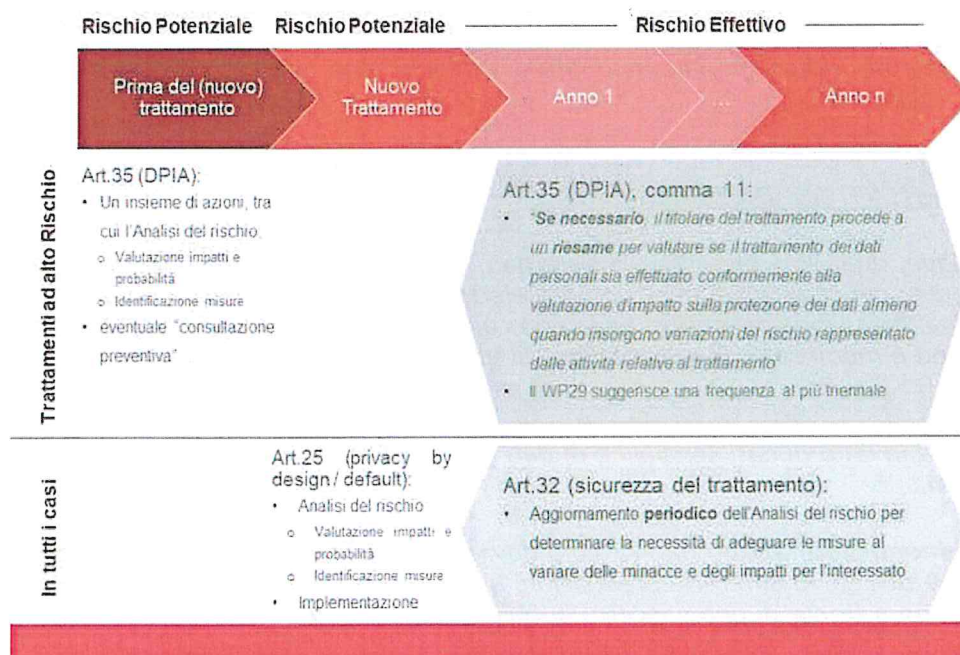 Rischio Potenziale Rischio Potenziale Rischio Effettivo
Prima del (nuovo)
trattamento
Nuovo
Trattamento
Anno 1
...
Anno n
Trattamenti ad alto Rischio
Art.35 (DPIA):
• Un insieme di azioni, tra
cui l'Analisi del rischio
o Valutazione impatti e
probabilità
o Identificazione misure
• eventuale "consultazione
preventiva"
Art.35 (DPIA), comma 11:
• "Se necessario, il titolare del trattamento procede a
un riesame per valutare se il trattamento dei dati
personali sia effettuato conformemente alla
valutazione d'impatto sulla protezione dei dati almeno
quando insorgono variazioni del rischio rappresentato
dalle attività relative al trattamento"
• Il WP29 suggerisce una frequenza al più triennale
In tutti i casi
Art.25 (privacy by
design / default):
• Analisi del rischio
o Valutazione impatti e
probabilità
o Identificazione misure
• Implementazione
Art.32 (sicurezza del trattamento):
• Aggiornamento periodico dell'Analisi del rischio per
determinare la necessità di adeguare le misure al
variare delle minacce e degli impatti per l'interessato